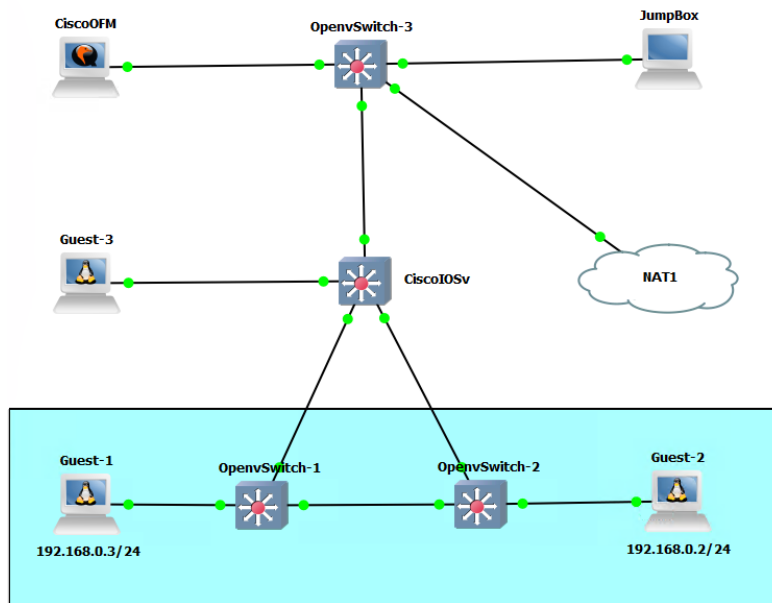 CiscoOFM
OpenvSwitch-3
JumpBox
Guest-3
CiscoIOSv
NAT1
Guest-1
OpenvSwitch-1
OpenvSwitch-2
Guest-2
192.168.0.3/24
192.168.0.2/24